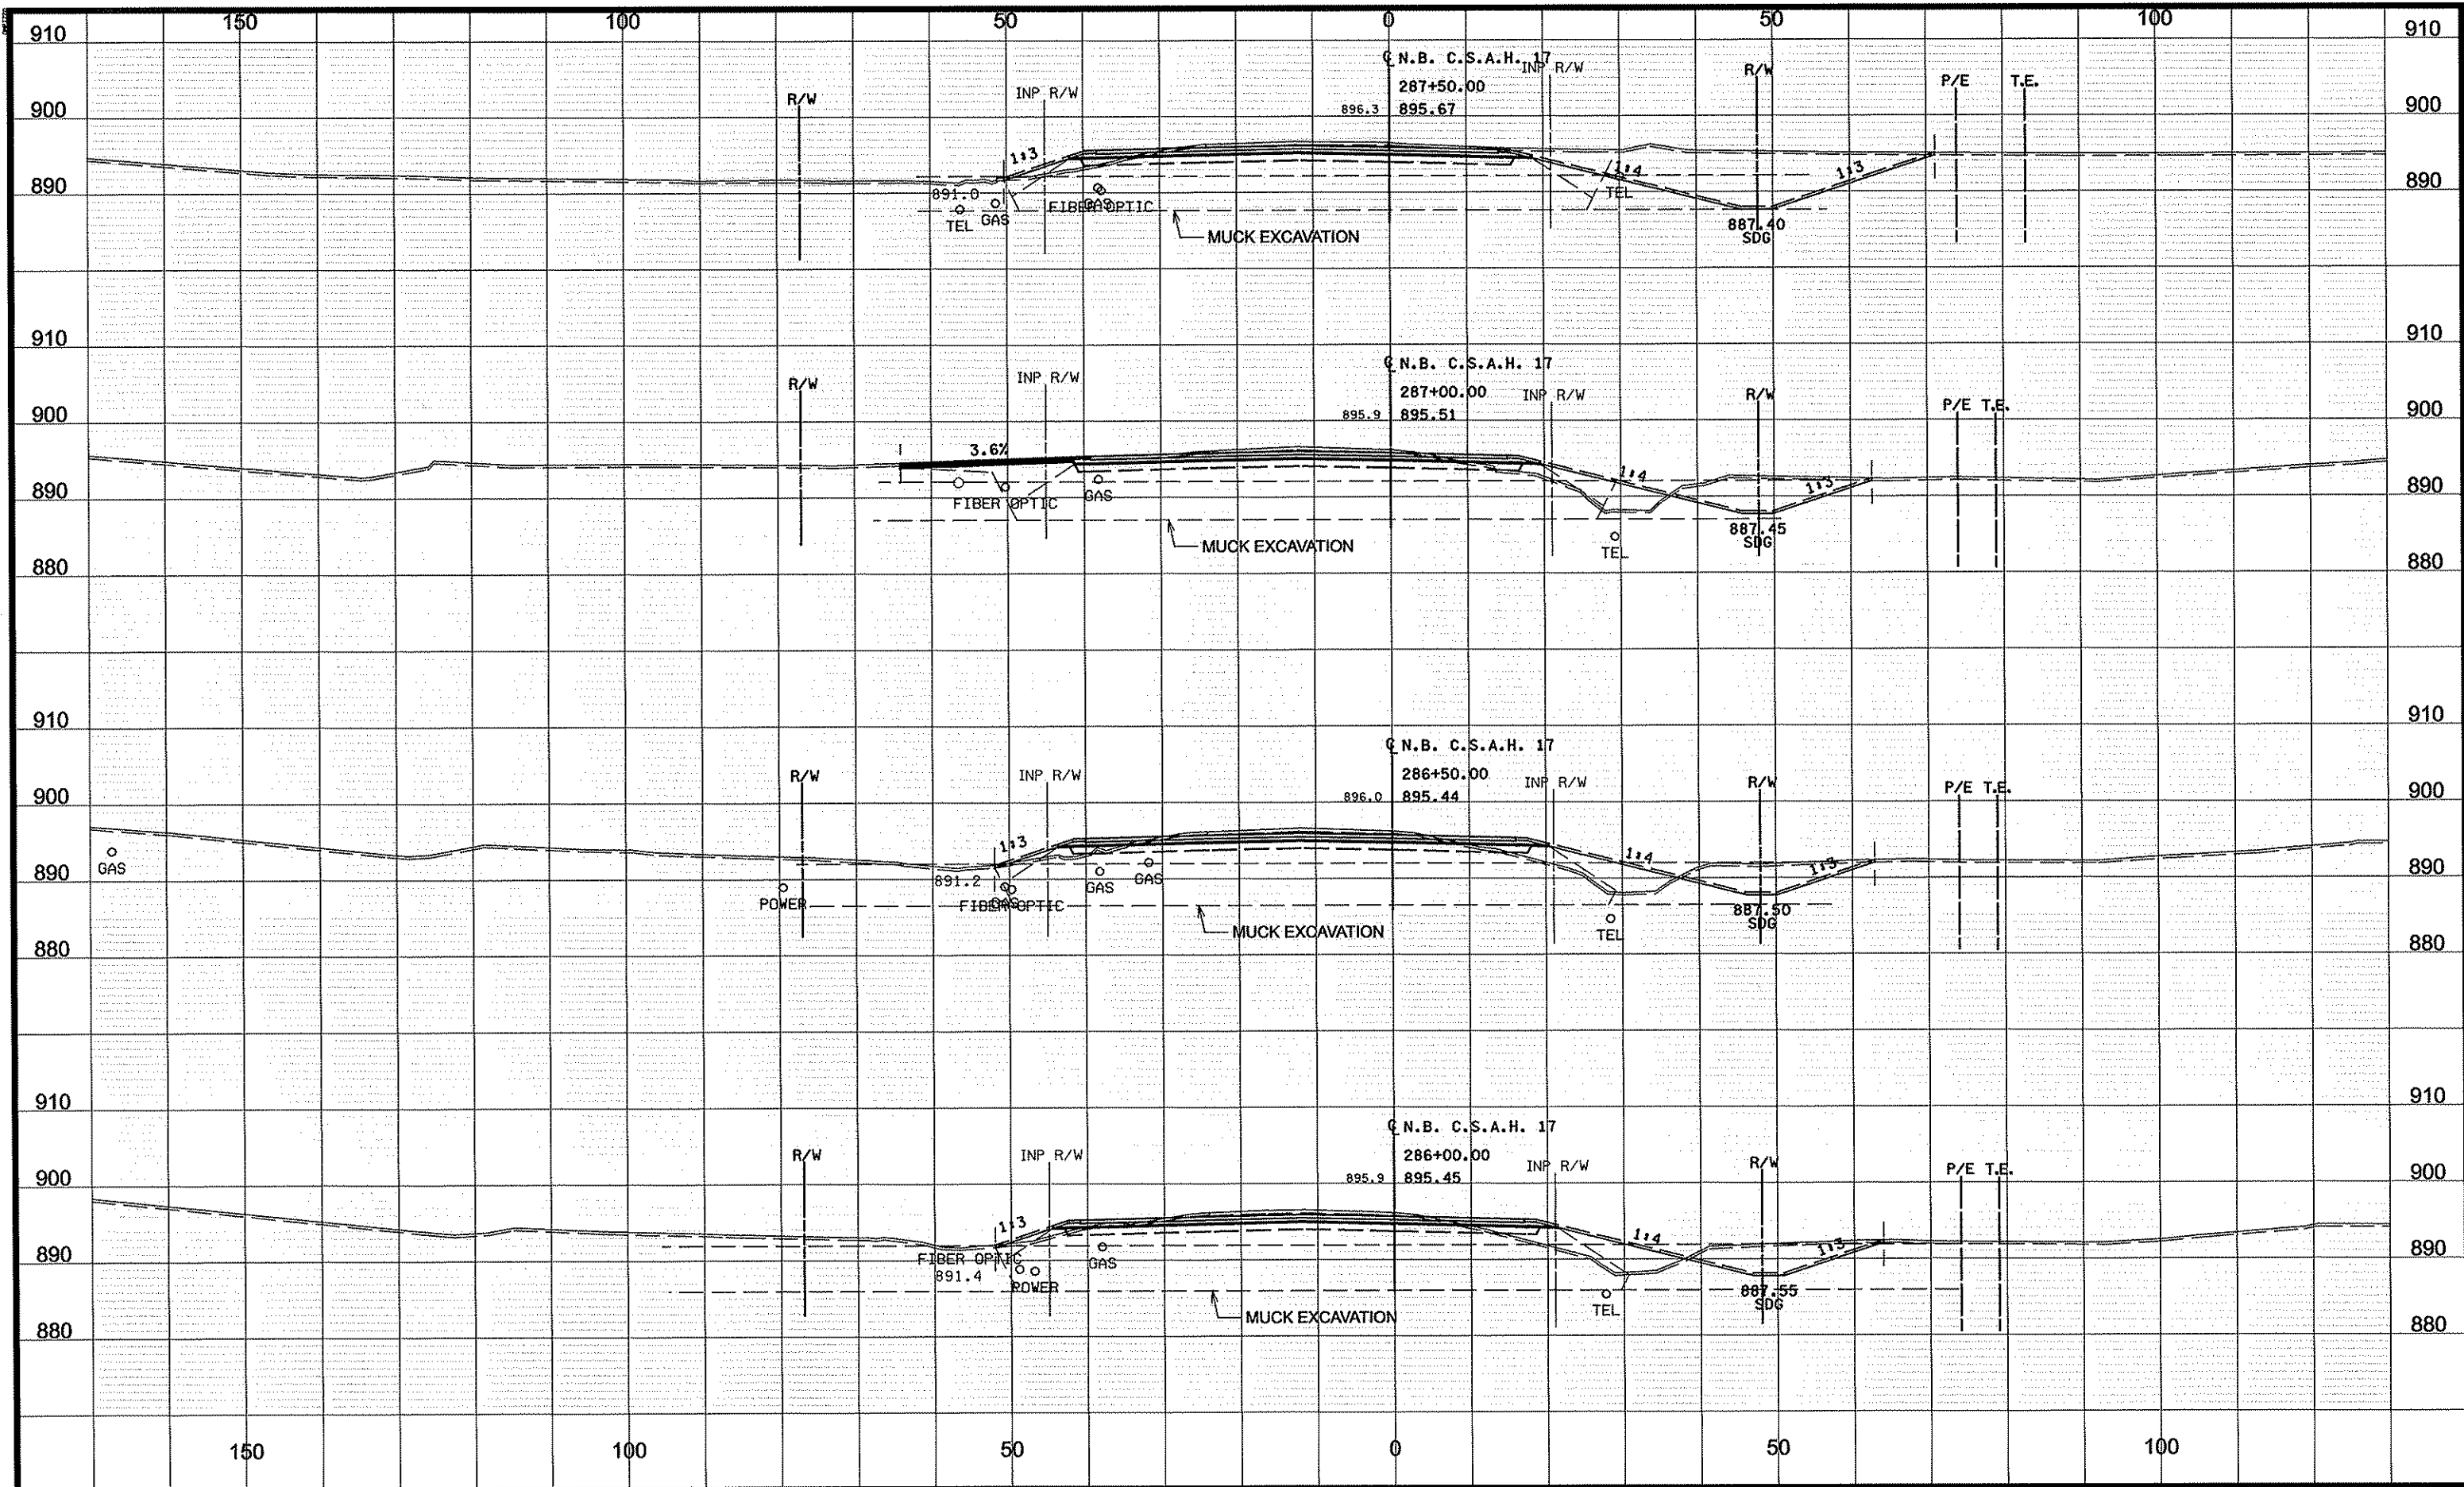 150 100 50 0 50 100
910 910
℄ N.B. C.S.A.H. 17
INP R/W R/W
R/W INP R/W 287+50.00 P/E T.E.
900 896.3 895.67 900
1:3 1:4 1:3
890 891.0 FIBER OPTIC GAS TEL 890
TEL GAS 887.40
MUCK EXCAVATION SDG
910 910
℄ N.B. C.S.A.H. 17
R/W INP R/W 287+00.00 INP R/W R/W
P/E T.E.
900 895.9 895.51 900
3.6%
1:4
890 FIBER OPTIC GAS 1:3 890
887.45
MUCK EXCAVATION TEL SDG
880 880
910 910
℄ N.B. C.S.A.H. 17
R/W INP R/W 286+50.00 INP R/W R/W
P/E T.E.
900 896.0 895.44 900
1:3 1:4 1:3
GAS
890 891.2 GAS GAS 890
POWER FIBER OPTIC GAS 887.50
MUCK EXCAVATION TEL SDG
880 880
910 910
℄ N.B. C.S.A.H. 17
R/W INP R/W 286+00.00 INP R/W R/W
P/E T.E.
900 895.9 895.45 900
1:3 1:4 1:3
890 FIBER OPTIC GAS 890
891.4
POWER 887.55
MUCK EXCAVATION TEL SDG
880 880
150 100 50 0 50 100